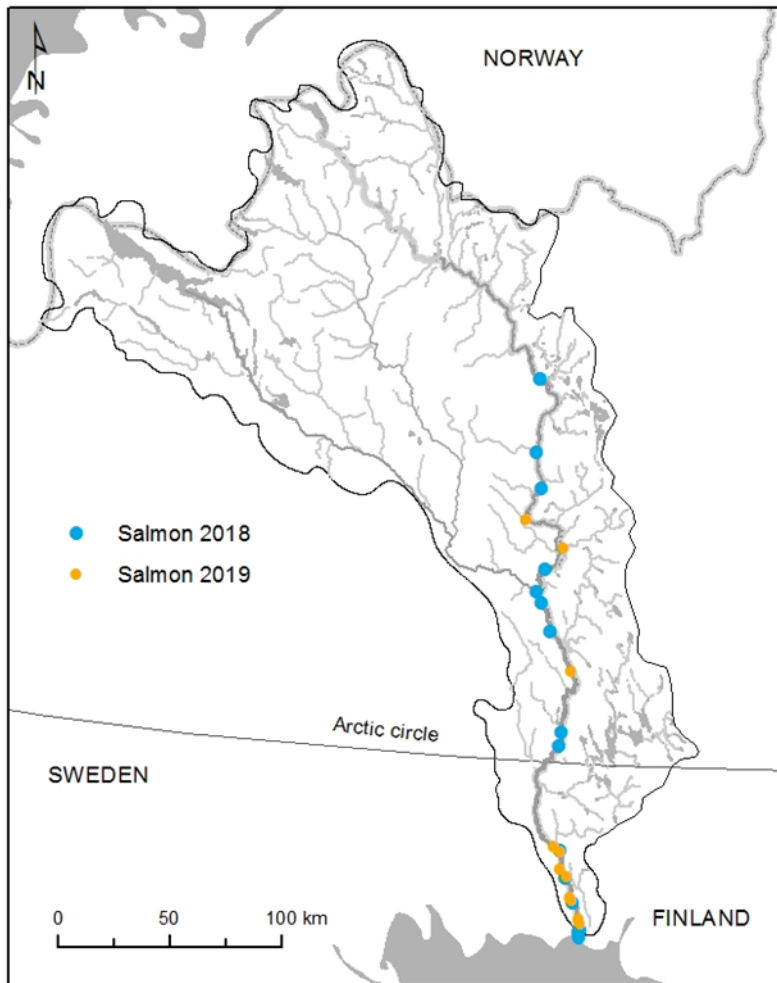 NORWAY
N
Salmon 2018
Salmon 2019
Arctic circle
SWEDEN
0 50 100 km
FINLAND